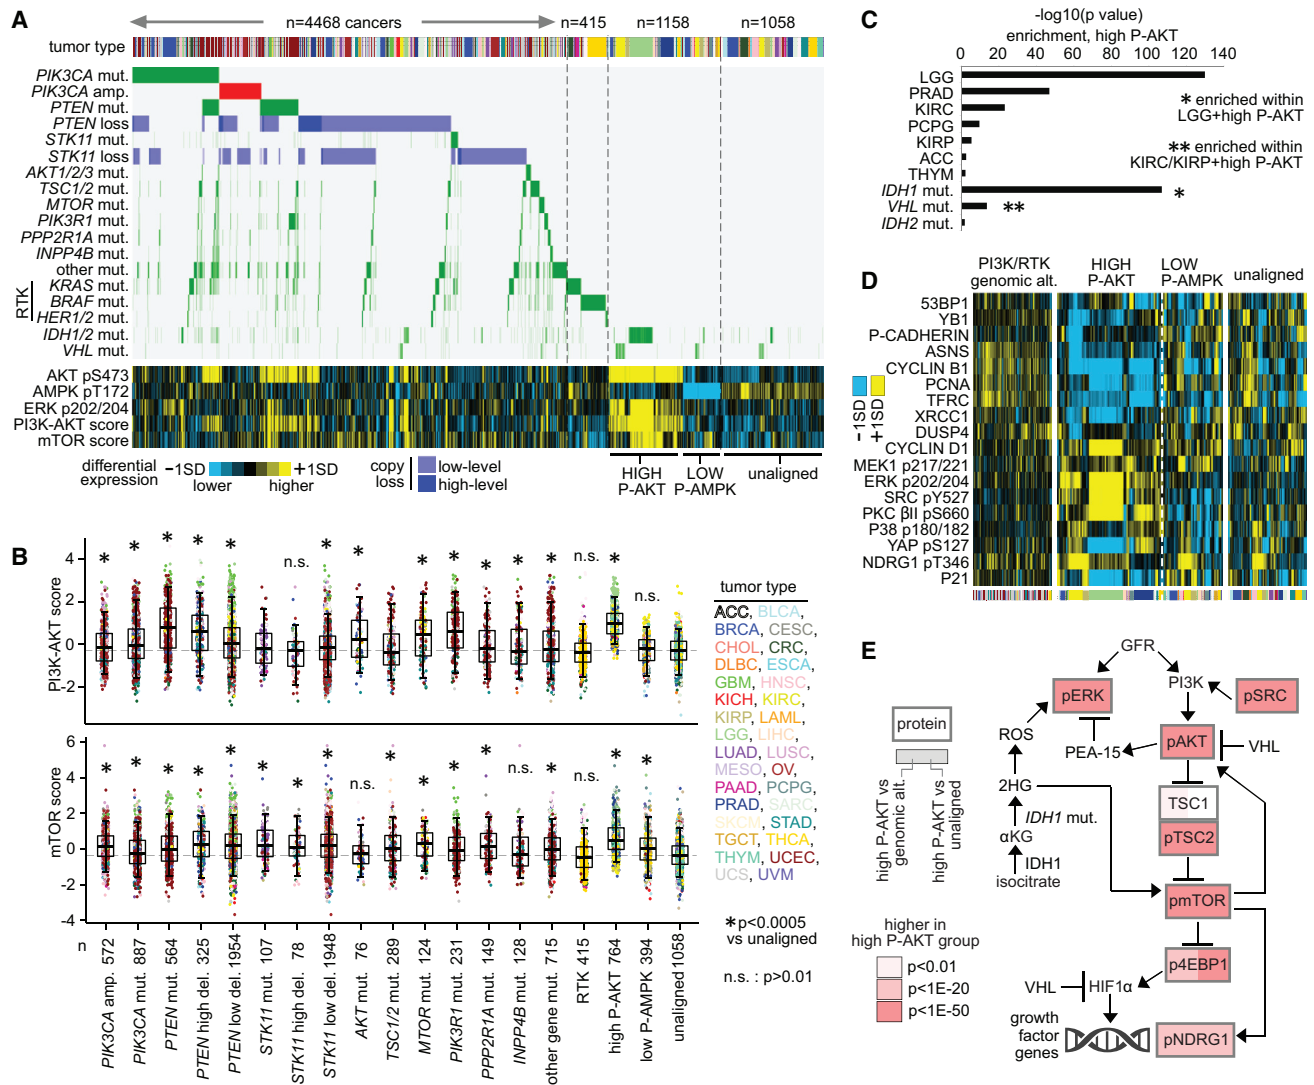 A
n=4468 cancers
n=415
n=1158
n=1058
tumor type
PIK3CA mut.
PIK3CA amp.
PTEN mut.
PTEN loss
STK11 mut.
STK11 loss
AKT1/2/3 mut.
TSC1/2 mut.
MTOR mut.
PIK3R1 mut.
PPP2R1A mut.
INPP4B mut.
other mut.
RTK
KRAS mut.
BRAF mut.
HER1/2 mut.
IDH1/2 mut.
VHL mut.
AKT pS473
AMPK pT172
ERK p202/204
PI3K-AKT score
mTOR score
differential expression
−1SD
+1SD
lower
higher
copy loss
low-level
high-level
HIGH P-AKT
LOW P-AMPK
unaligned
B
PI3K-AKT score
4
2
0
-2
* * * * * n.s. * * * * * * * n.s. * n.s.
mTOR score
6
4
2
0
-2
-4
* * * * * * * * n.s. * * * * n.s. * n.s. * *
n
PIK3CA amp. 572
PIK3CA mut. 887
PTEN mut. 564
PTEN high del. 325
PTEN low del. 1954
STK11 mut. 107
STK11 high del. 78
STK11 low del. 1948
AKT mut. 76
TSC1/2 mut. 289
MTOR mut. 124
PIK3R1 mut. 231
PPP2R1A mut. 149
INPP4B mut. 128
other gene mut. 715
RTK 415
high P-AKT 764
low P-AMPK 394
unaligned 1058
tumor type
ACC, BLCA,
BRCA, CESC,
CHOL, CRC,
DLBC, ESCA,
GBM, HNSC,
KICH, KIRC,
KIRP, LAML,
LGG, LIHC,
LUAD, LUSC,
MESO, OV,
PAAD, PCPG,
PRAD, SARC,
SKCM, STAD,
TGCT, THCA,
THYM, UCEC,
UCS, UVM
*p<0.0005
vs unaligned
n.s. : p>0.01
C
-log10(p value)
enrichment, high P-AKT
0 20 40 60 80 100 120 140
LGG
PRAD
KIRC
PCPG
KIRP
ACC
THYM
IDH1 mut.
VHL mut.
IDH2 mut.
*
**
* enriched within
LGG+high P-AKT
** enriched within
KIRC/KIRP+high P-AKT
D
PI3K/RTK
genomic alt.
HIGH
P-AKT
LOW
P-AMPK
unaligned
−1SD
+1SD
53BP1
YB1
P-CADHERIN
ASNS
CYCLIN B1
PCNA
TFRC
XRCC1
DUSP4
CYCLIN D1
MEK1 p217/221
ERK p202/204
SRC pY527
PKC βII pS660
P38 p180/182
YAP pS127
NDRG1 pT346
P21
E
protein
high P-AKT vs
genomic alt.
high P-AKT vs
unaligned
higher in
high P-AKT group
p<0.01
p<1E-20
p<1E-50
GFR
pERK
PI3K
pSRC
ROS
PEA-15
pAKT
VHL
2HG
IDH1 mut.
αKG
IDH1
isocitrate
TSC1
pTSC2
pmTOR
p4EBP1
VHL
HIF1α
growth
factor
genes
pNDRG1